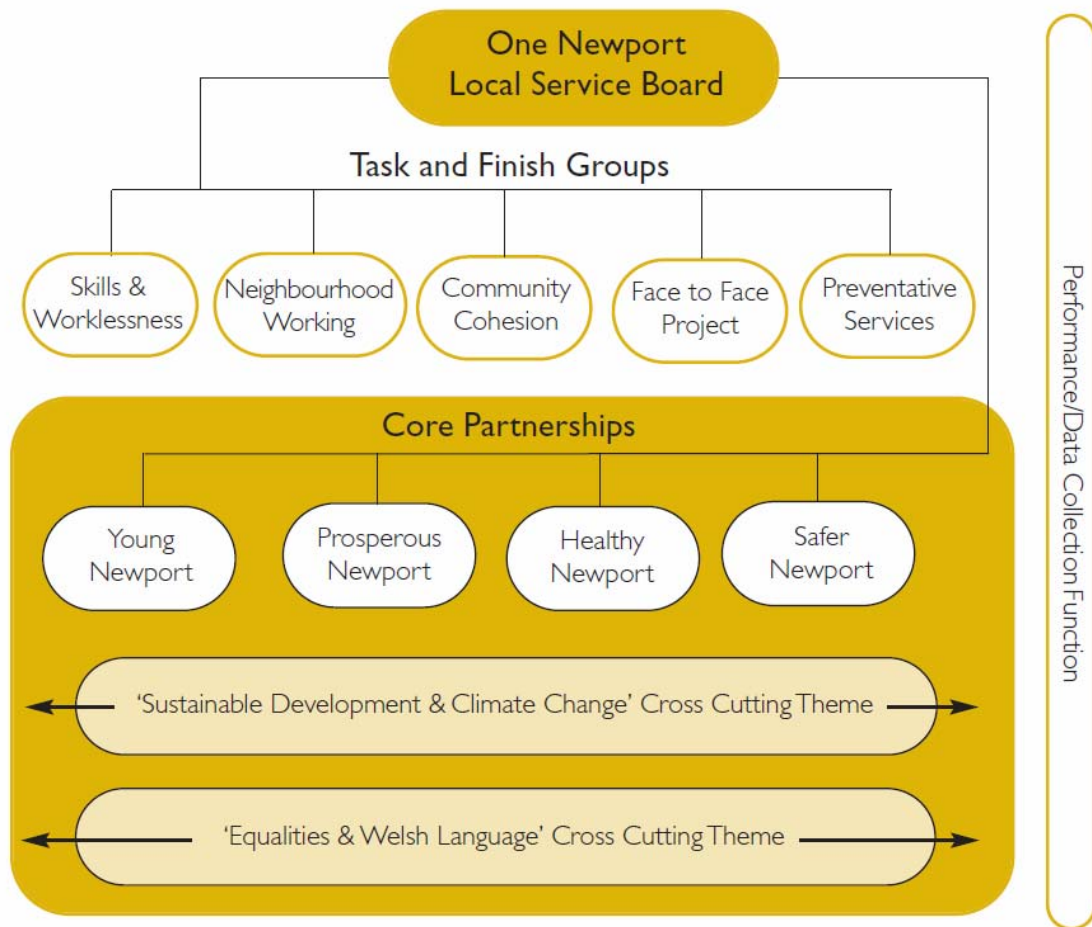 One Newport
Local Service Board
Task and Finish Groups
Skills &
Worklessness
Neighbourhood
Working
Community
Cohesion
Face to Face
Project
Preventative
Services
Core Partnerships
Young
Newport
Prosperous
Newport
Healthy
Newport
Safer
Newport
‘Sustainable Development & Climate Change’ Cross Cutting Theme
‘Equalities & Welsh Language’ Cross Cutting Theme
Performance/Data Collection Function